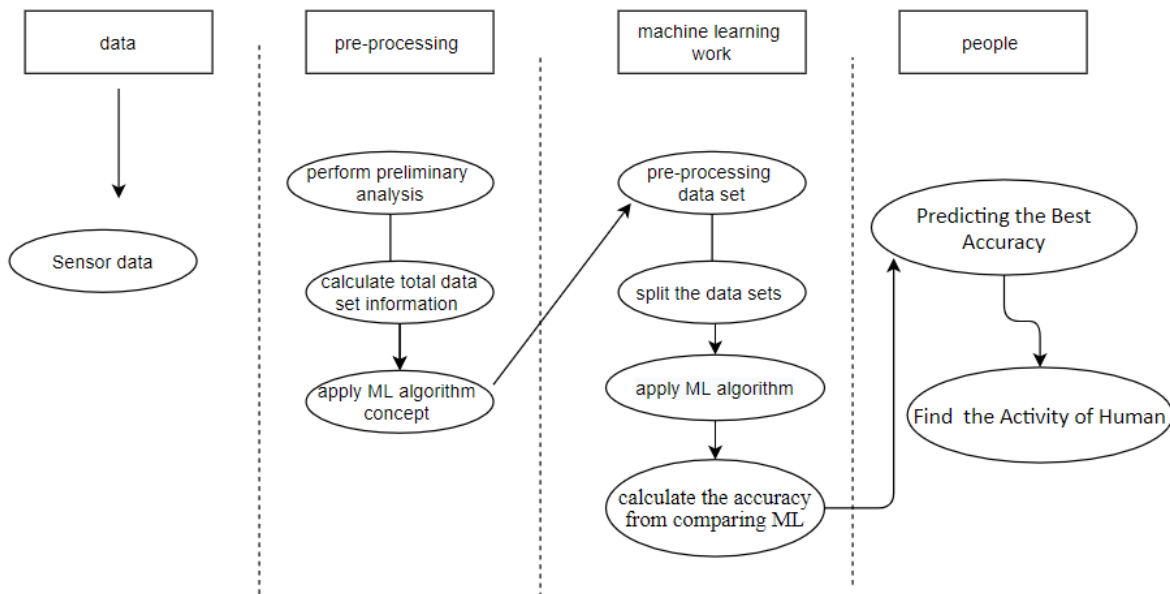 data
pre-processing
machine learning
work
people
Sensor data
perform preliminary
analysis
calculate total data
set information
apply ML algorithm
concept
pre-processing
data set
split the data sets
apply ML algorithm
calculate the accuracy
from comparing ML
Predicting the Best
Accuracy
Find the Activity of Human